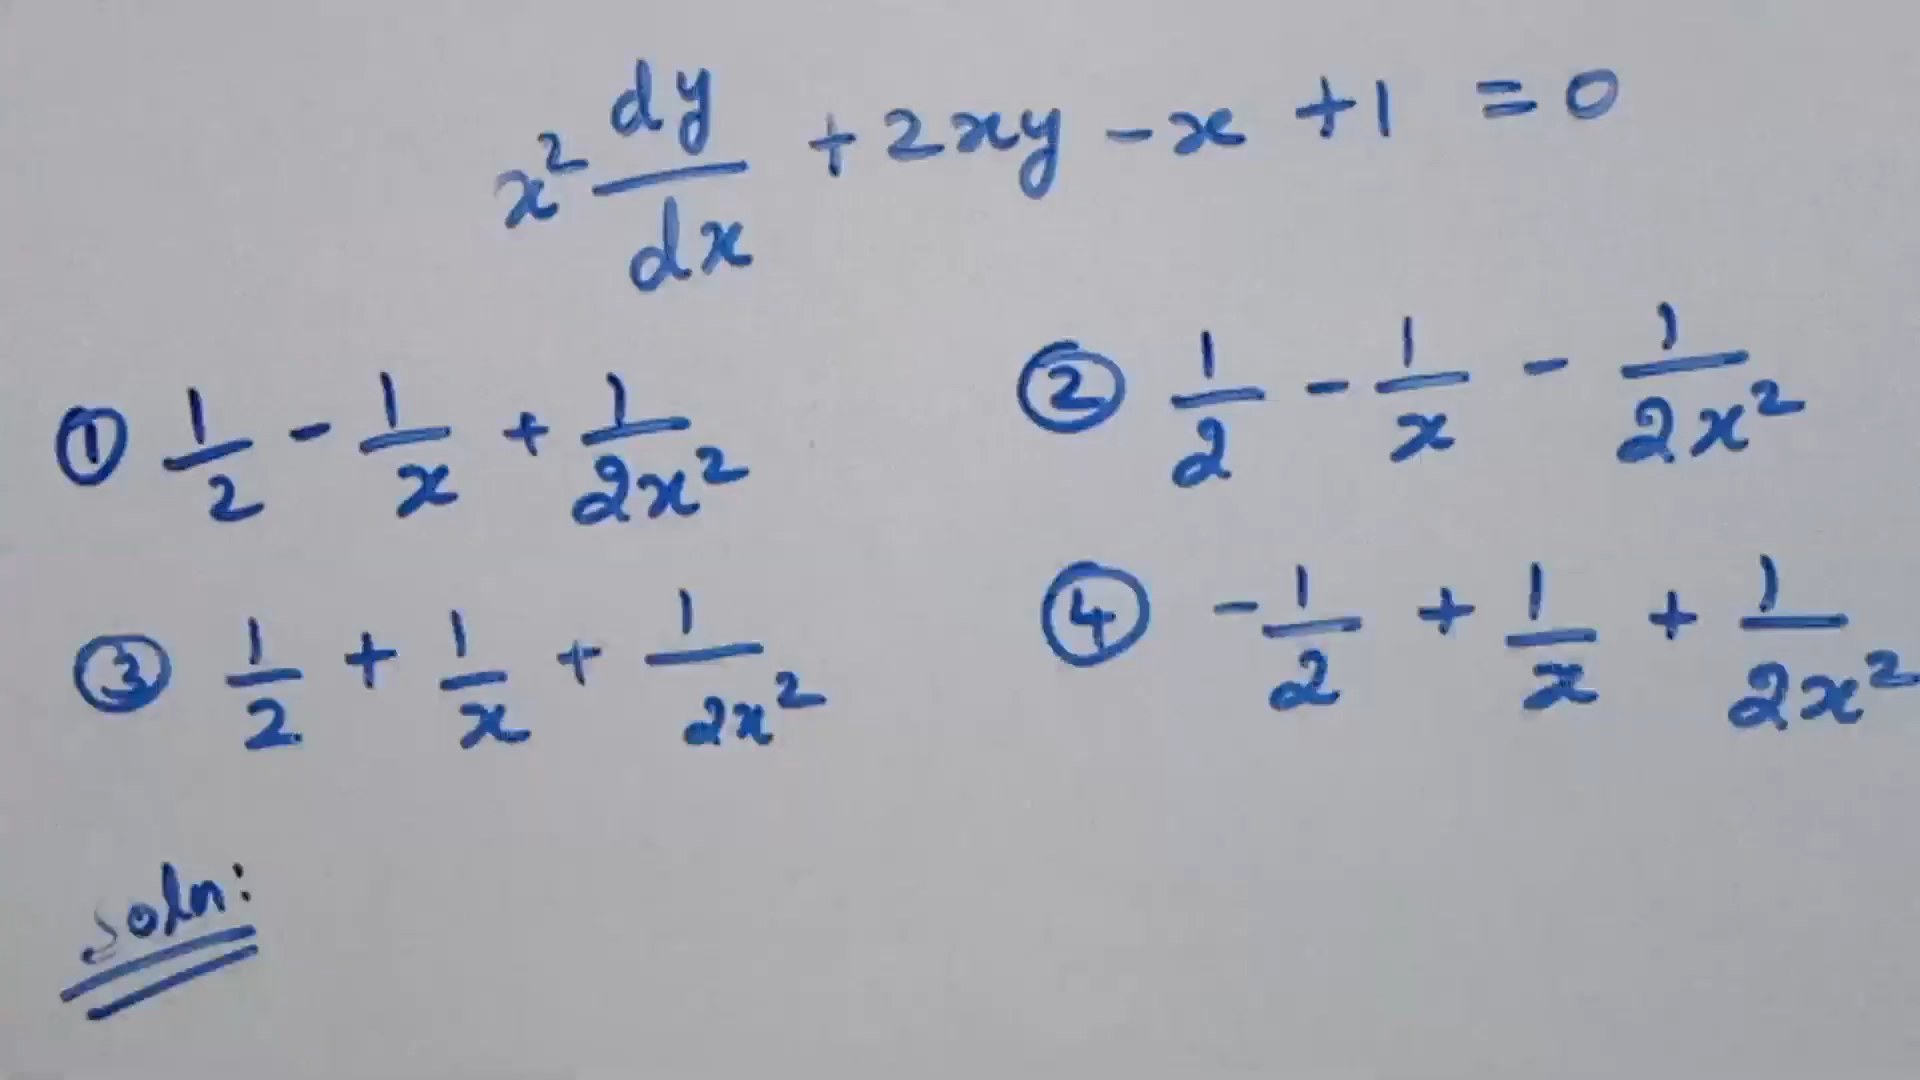 x² dy/dx + 2xy - x + 1 = 0
① 1/2 - 1/x + 1/2x² ② 1/2 - 1/x - 1/2x²
③ 1/2 + 1/x + 1/2x² ④ -1/2 + 1/x + 1/2x²
Soln: